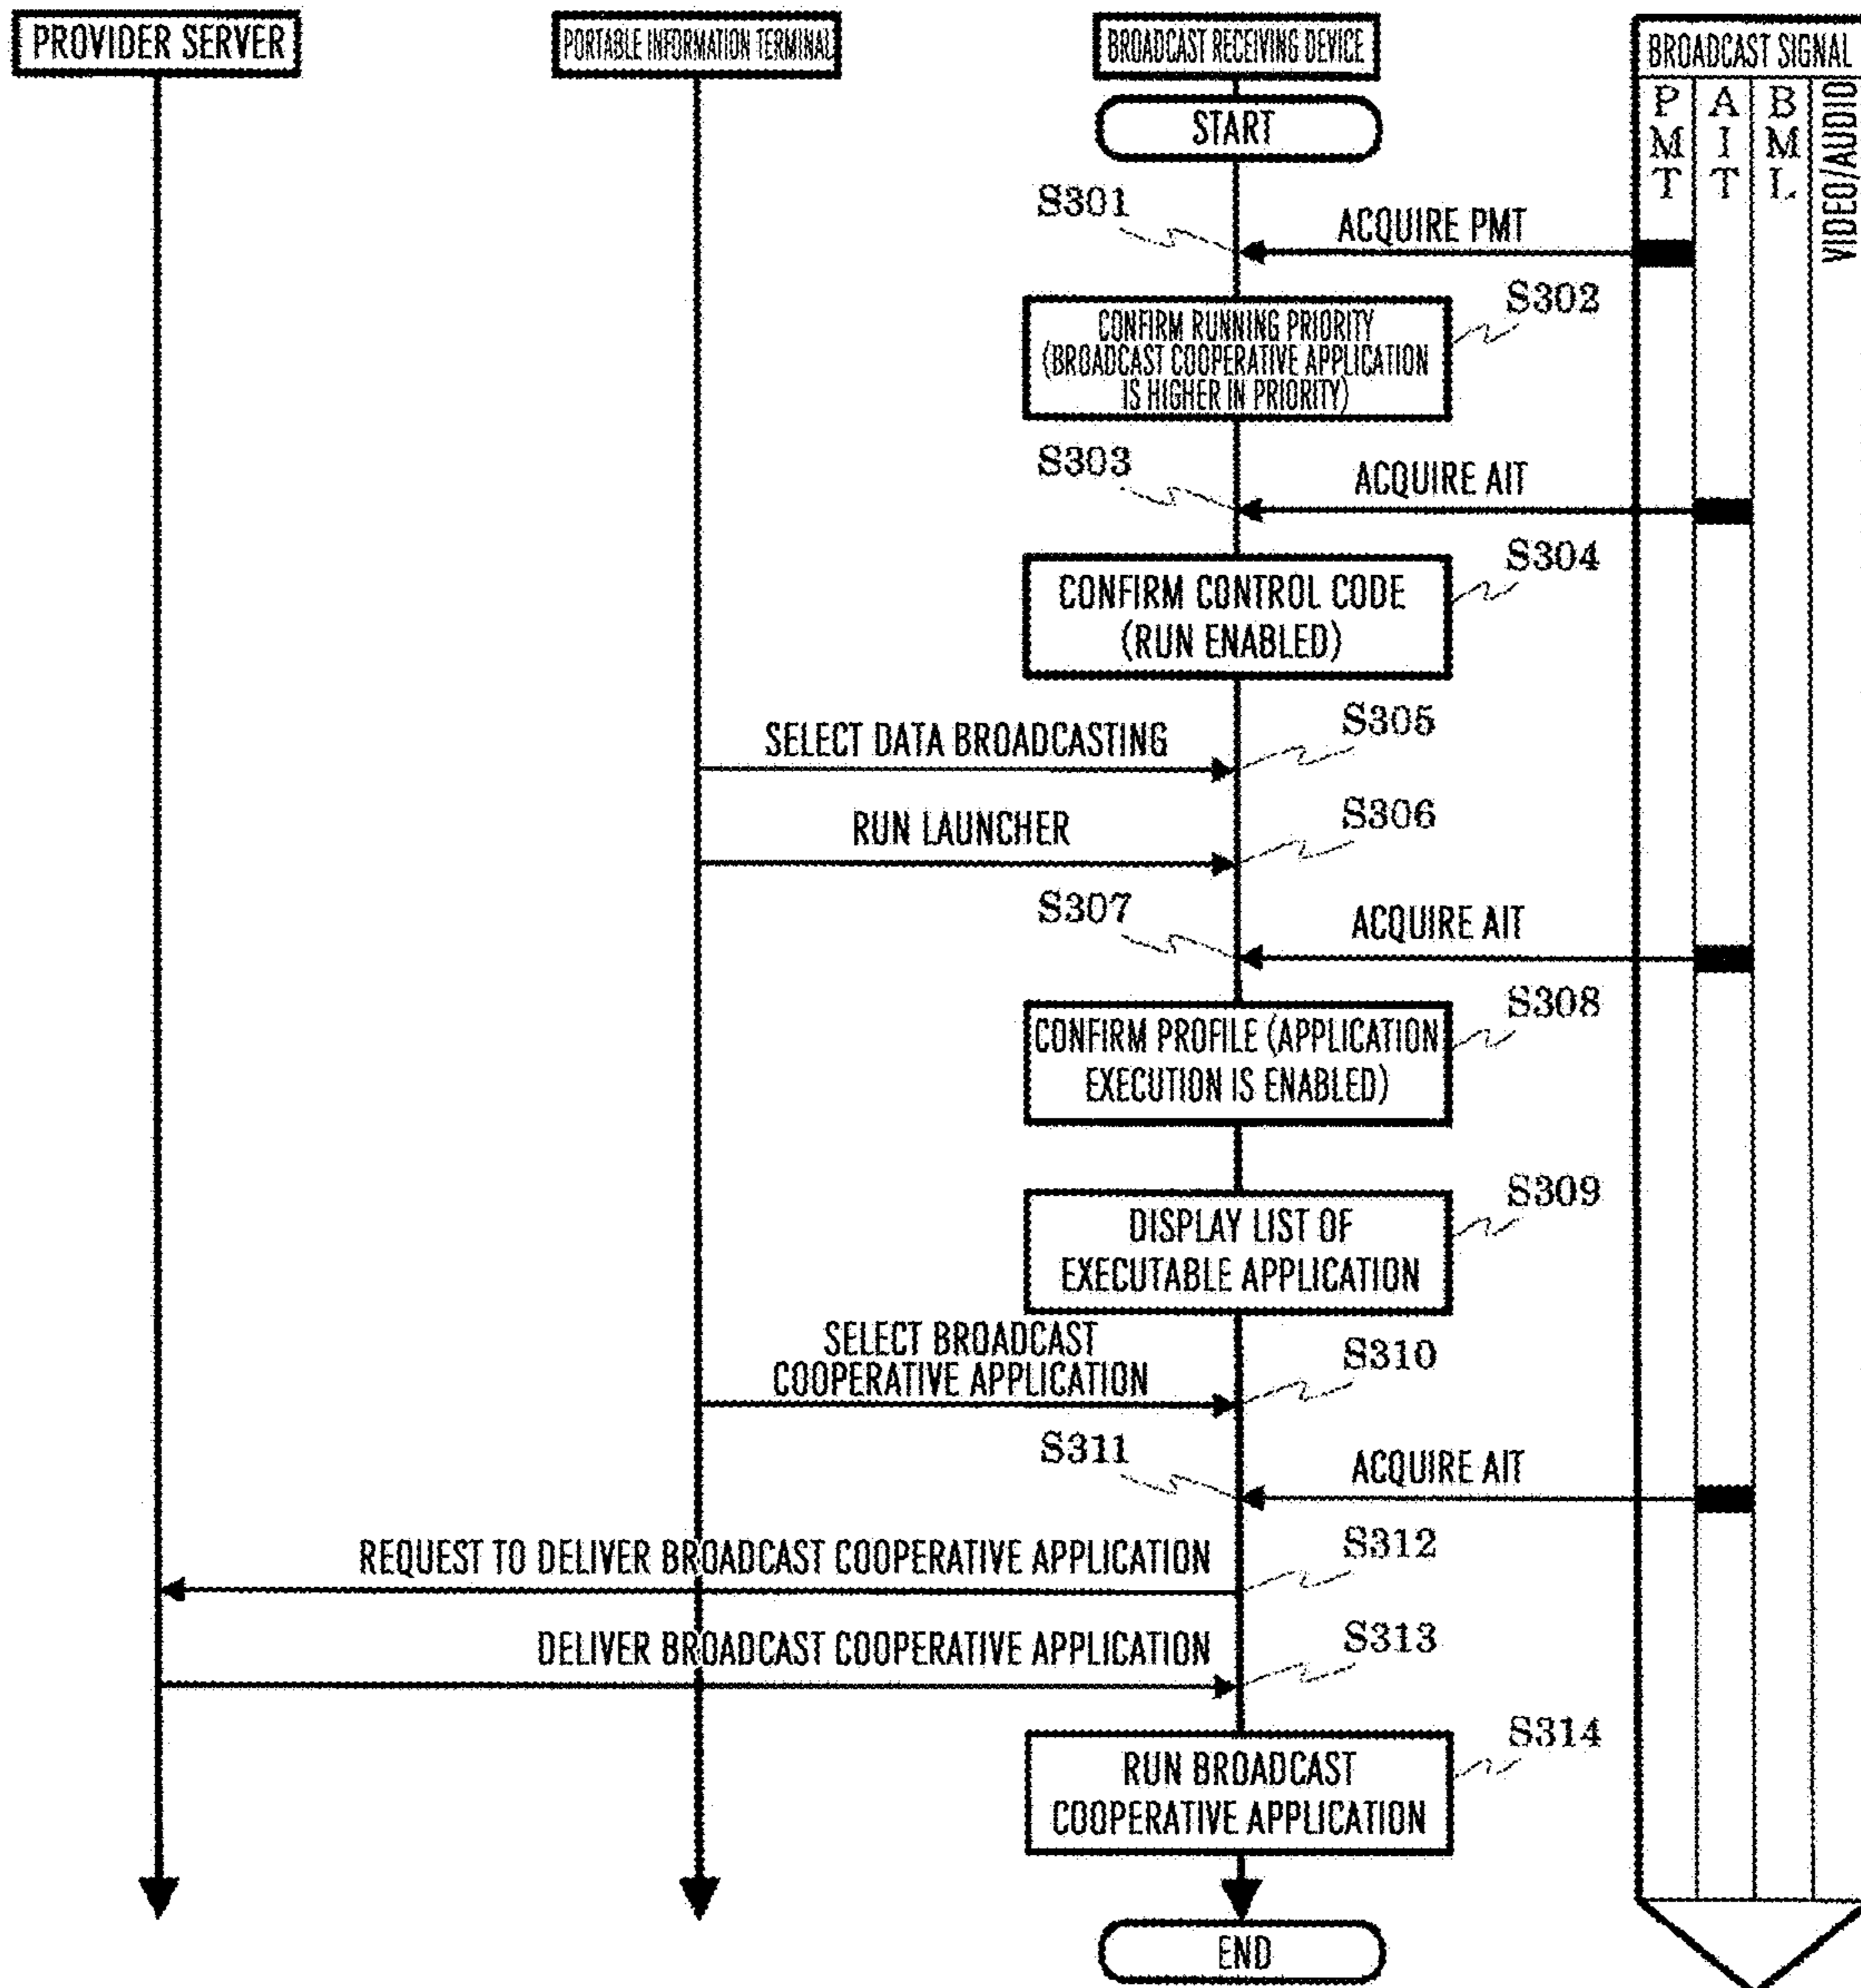 PROVIDER SERVER
PORTABLE INFORMATION TERMINAL
BROADCAST RECEIVING DEVICE
BROADCAST SIGNAL
PMT
AIT
BML
VIDEO/AUDIO
START
S301
ACQUIRE PMT
S302
CONFIRM RUNNING PRIORITY
(BROADCAST COOPERATIVE APPLICATION
IS HIGHER IN PRIORITY)
S303
ACQUIRE AIT
S304
CONFIRM CONTROL CODE
(RUN ENABLED)
SELECT DATA BROADCASTING
S305
RUN LAUNCHER
S306
S307
ACQUIRE AIT
S308
CONFIRM PROFILE (APPLICATION
EXECUTION IS ENABLED)
S309
DISPLAY LIST OF
EXECUTABLE APPLICATION
SELECT BROADCAST
COOPERATIVE APPLICATION
S310
S311
ACQUIRE AIT
REQUEST TO DELIVER BROADCAST COOPERATIVE APPLICATION
S312
DELIVER BROADCAST COOPERATIVE APPLICATION
S313
S314
RUN BROADCAST
COOPERATIVE APPLICATION
END